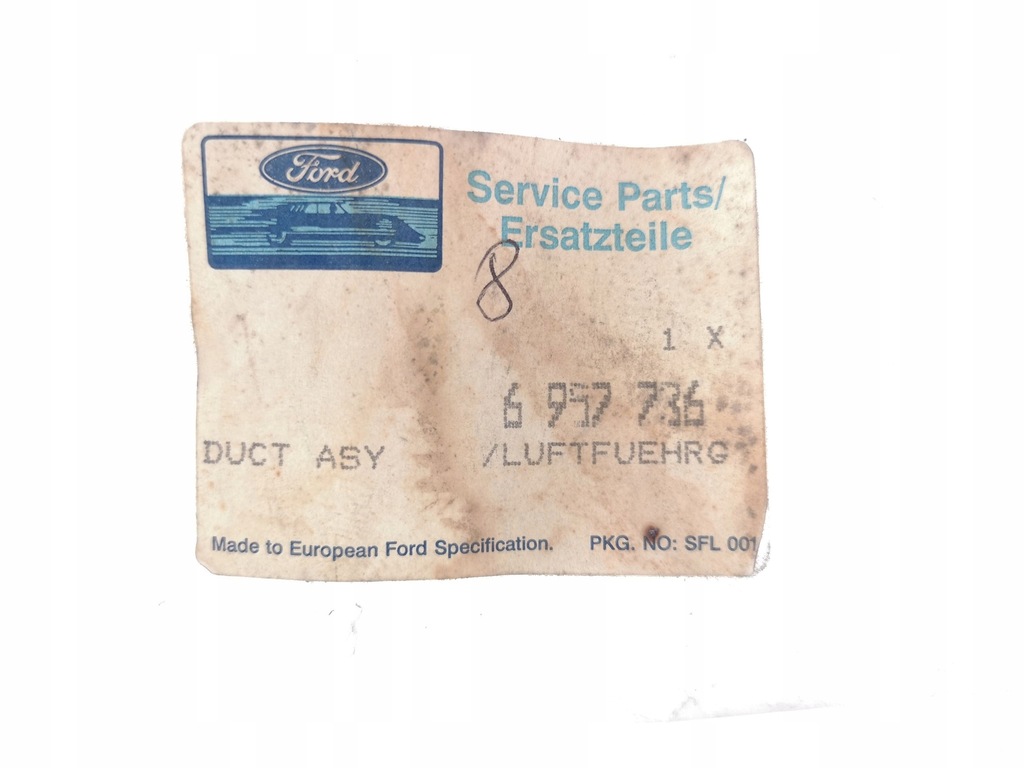 Ford
Service Parts/
Ersatzteile
8
1 X
6 957 736
DUCT ASY /LUFTFUEHRG
Made to European Ford Specification. PKG. NO: SFL 001